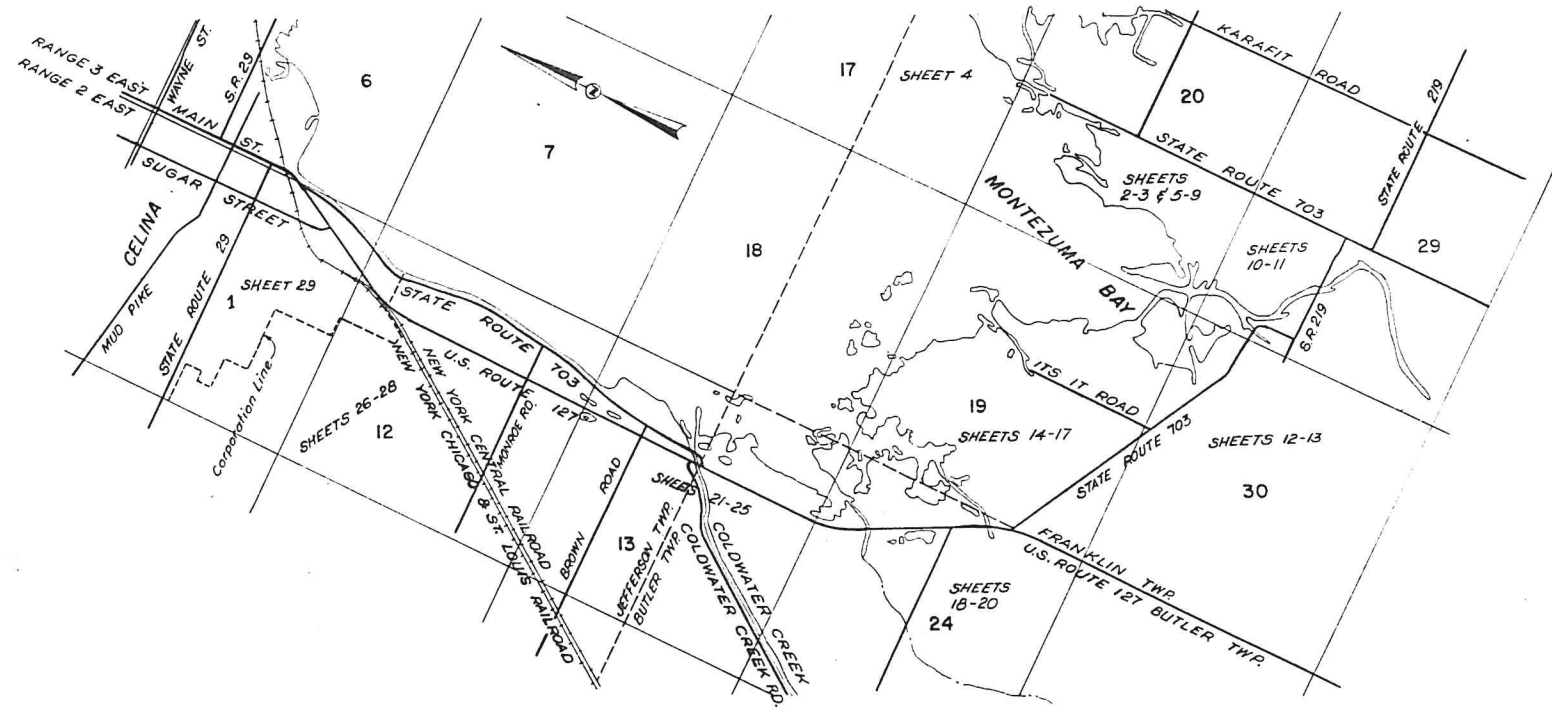 RANGE 3 EAST
RANGE 2 EAST
WAYNE ST.
S.R. 29
MAIN ST.
SUGAR STREET
CELINA
MUD PIKE
STATE ROUTE 29
1
SHEET 29
Corporation Line
6
7
17
SHEET 4
18
20
KARAFIT ROAD
STATE ROUTE 219
STATE ROUTE 703
SHEETS
2-3 & 5-9
MONTEZUMA BAY
SHEETS
10-11
29
S.R. 219
STATE ROUTE 703
U.S. ROUTE 127
SHEETS 26-28
12
NEW YORK CENTRAL RAILROAD
NEW YORK CHICAGO & ST. LOUIS RAILROAD
MONROE RD.
BROWN ROAD
13
SHEETS 21-25
JEFFERSON TWP.
BUTLER TWP.
COLDWATER CREEK
COLDWATER CREEK RD.
ITS IT ROAD
19
SHEETS 14-17
STATE ROUTE 703
SHEETS 12-13
30
FRANKLIN TWP.
U.S. ROUTE 127 BUTLER TWP.
SHEETS
18-20
24